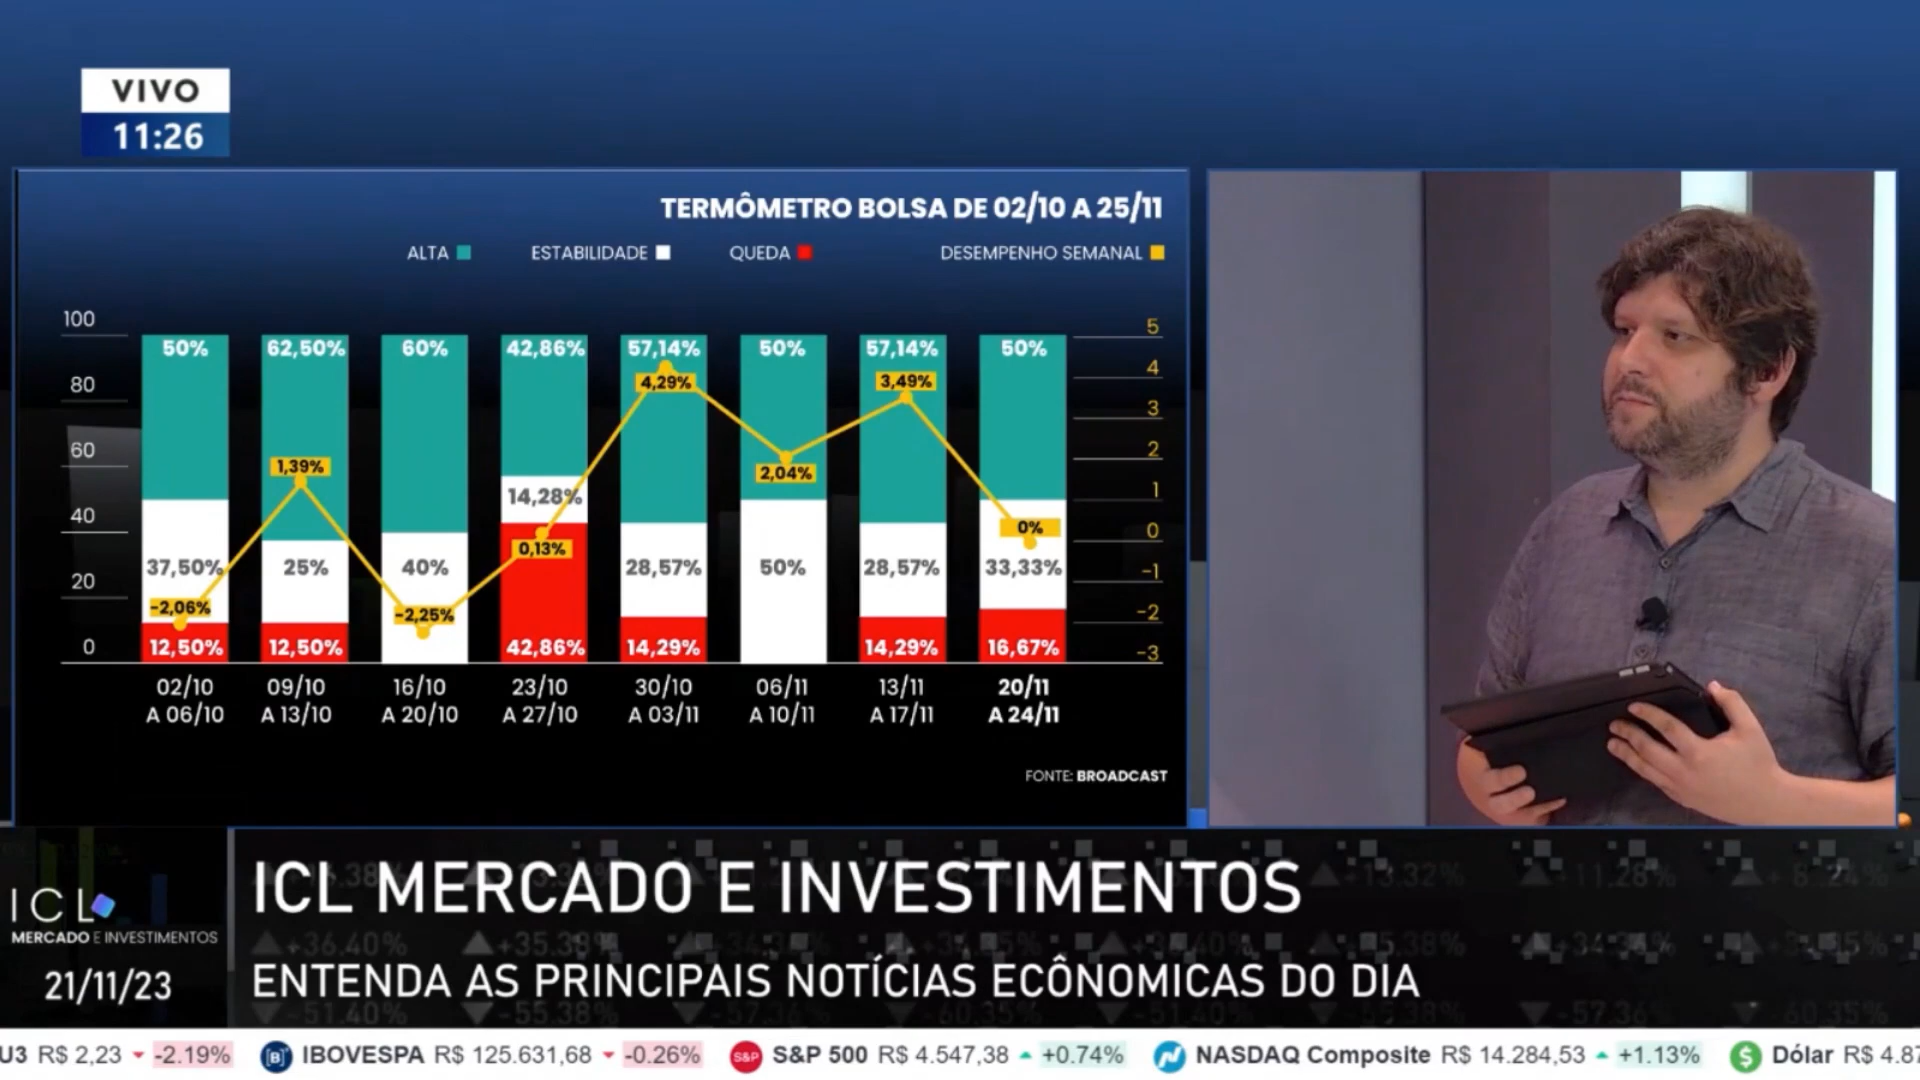 VIVO
11:26
TERMÔMETRO BOLSA DE 02/10 A 25/11
ALTA ESTABILIDADE QUEDA DESEMPENHO SEMANAL
100
80
60
40
20
0
5
4
3
2
1
0
-1
-2
-3
50% 62,50% 60% 42,86% 57,14% 50% 57,14% 50%
4,29% 3,49%
1,39% 2,04%
14,28%
0,13% 0%
37,50% 25% 40% 28,57% 50% 28,57% 33,33%
-2,06% -2,25%
12,50% 12,50% 42,86% 14,29% 14,29% 16,67%
02/10 09/10 16/10 23/10 30/10 06/11 13/11 20/11
A 06/10 A 13/10 A 20/10 A 27/10 A 03/11 A 10/11 A 17/11 A 24/11
FONTE: BROADCAST
ICL
MERCADO E INVESTIMENTOS
21/11/23
ICL MERCADO E INVESTIMENTOS
ENTENDA AS PRINCIPAIS NOTÍCIAS ECÔNOMICAS DO DIA
U3 R$ 2,23 -2.19% IBOVESPA R$ 125.631,68 -0.26% S&P S&P 500 R$ 4.547,38 +0.74% NASDAQ Composite R$ 14.284,53 +1.13% $ Dólar R$ 4.87